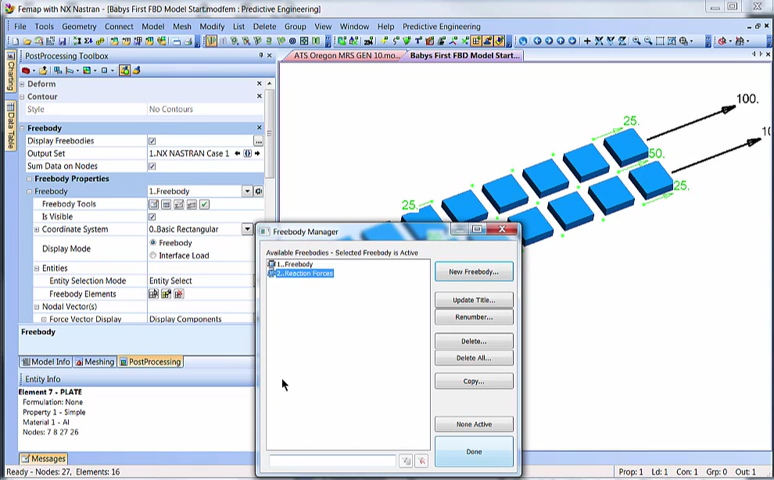 Femap with NX Nastran - [Babys First FBD Model Start.modfem : Predictive Engineering]
File Tools Geometry Connect Model Mesh Modify List Delete Group View Window Help Predictive Engineering
PostProcessing Toolbox
ATS Oregon MRS GEN 10.mo...
Babys First FBD Model Start...
Charting
Data Table
Deform
Contour
Style No Contours
Freebody
Display Freebodies
Output Set 1..NX NASTRAN Case 1
Sum Data on Nodes
Freebody Properties
Freebody 1..Freebody
Freebody Tools
Is Visible
Coordinate System 0..Basic Rectangular
Display Mode Freebody
Interface Load
Entities
Entity Selection Mode Entity Select
Freebody Elements
Nodal Vector(s)
Force Vector Display Display Components
Freebody
Model Info Meshing PostProcessing
Entity Info
Element 7 - PLATE
Formulation: None
Property 1 - Simple
Material 1 - Al
Nodes: 7 8 27 26
Messages
Ready - Nodes: 27, Elements: 16
Prop: 1 Ld: 1 Con: 1 Grp: 0 Out: 1
25.
100.
10
50.
25.
25.
Freebody Manager
Available Freebodies - Selected Freebody is Active
1..Freebody
2..Reaction Forces
New Freebody...
Update Title...
Renumber...
Delete...
Delete All...
Copy...
None Active
Done